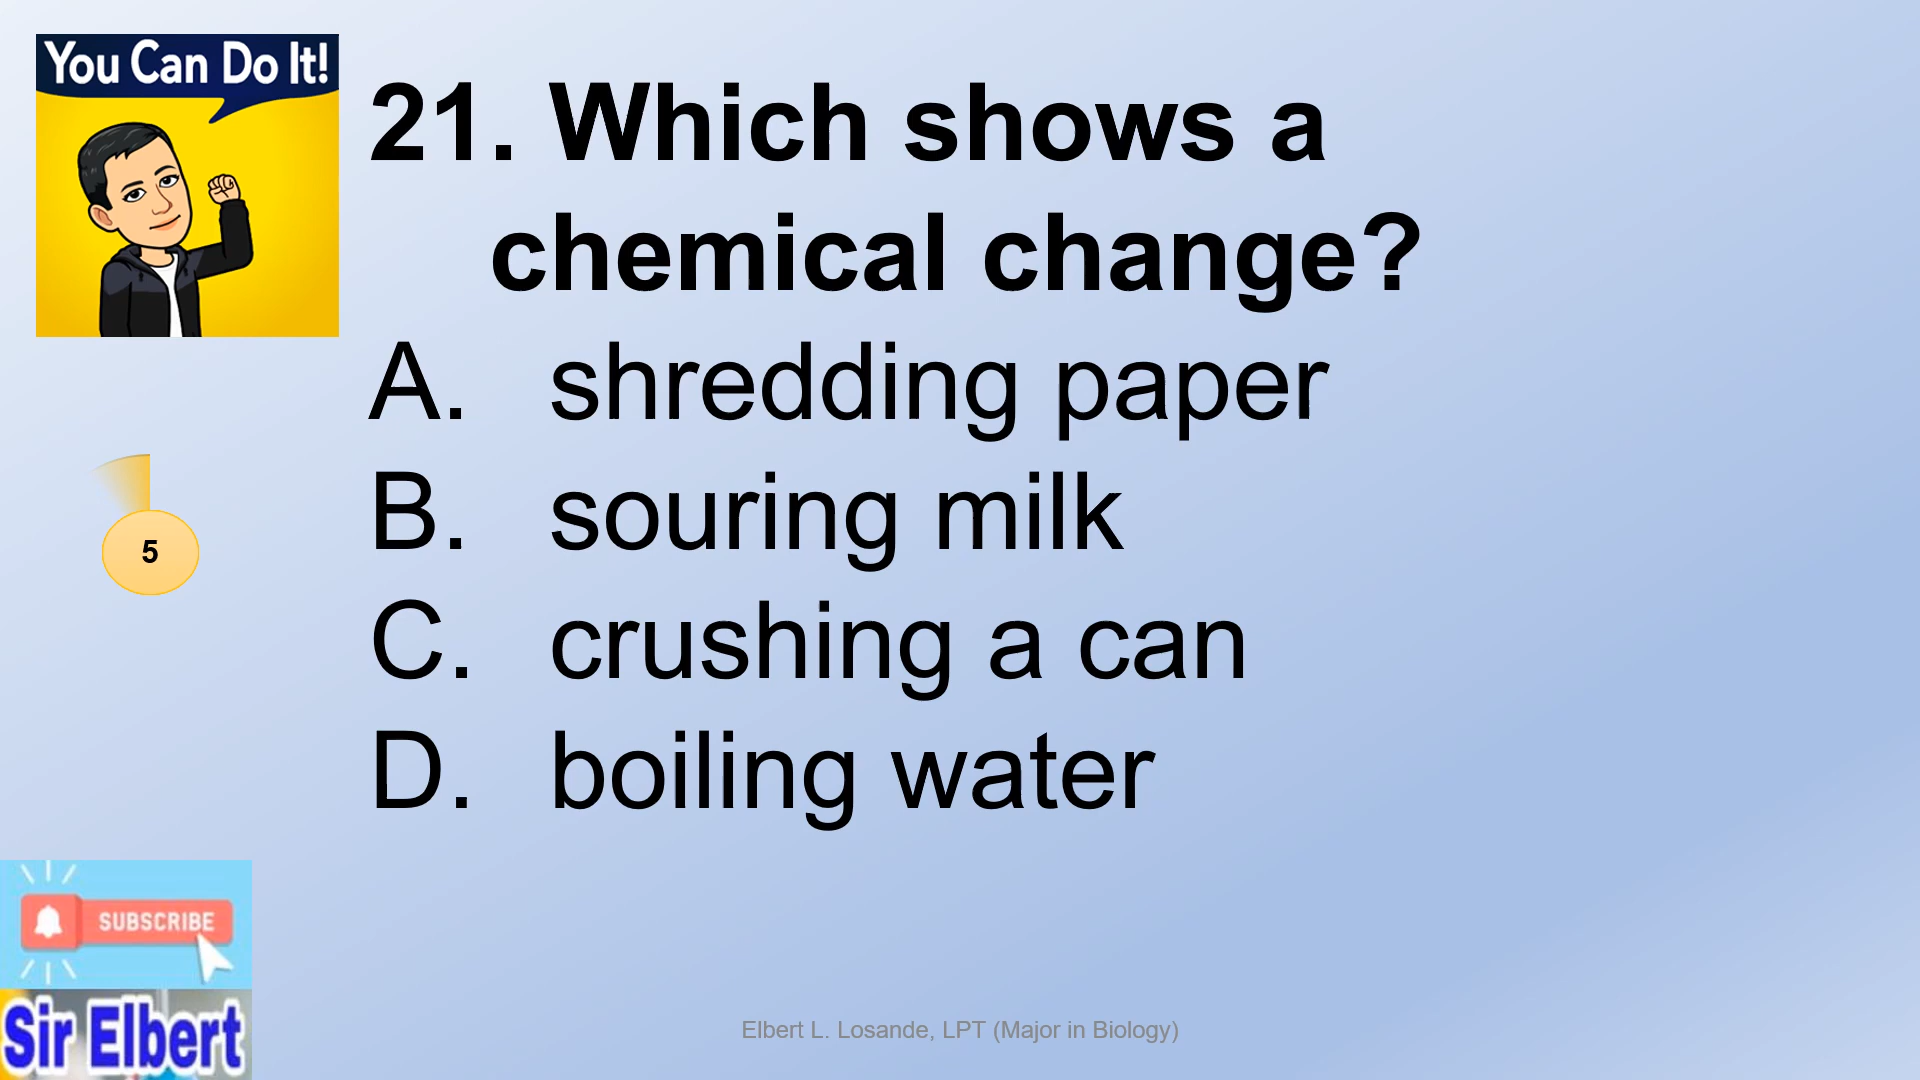 You Can Do It!
21. Which shows a
chemical change?
A. shredding paper
B. souring milk
C. crushing a can
D. boiling water
5
SUBSCRIBE
Sir Elbert
Elbert L. Losande, LPT (Major in Biology)